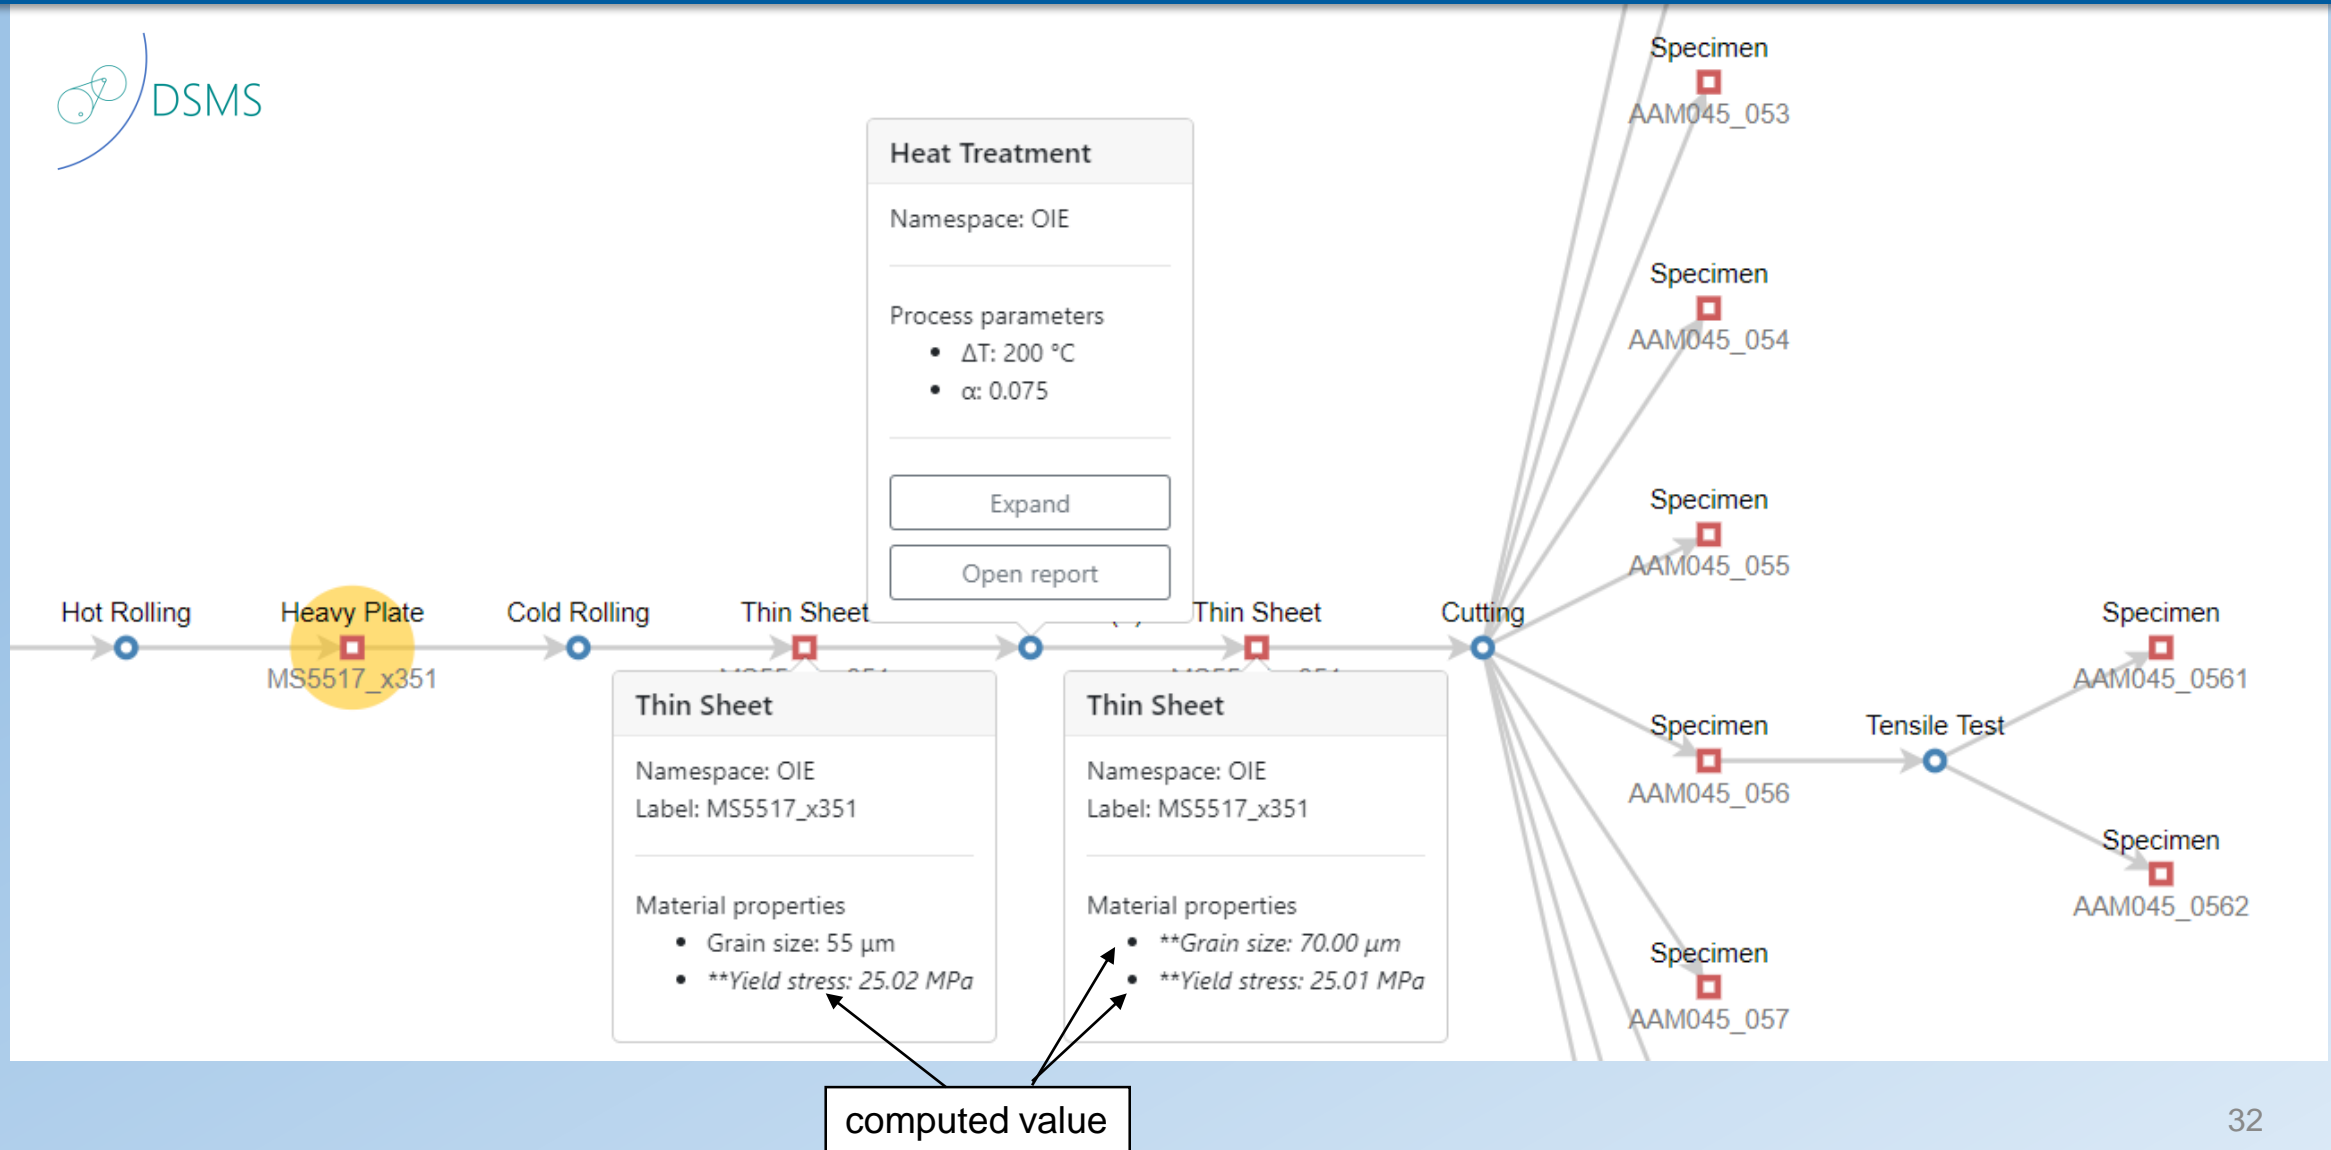 DSMS
Specimen
AAM045_053
Heat Treatment
Namespace: OIE
Process parameters
• ΔT: 200 °C
• α: 0.075
Expand
Open report
Specimen
AAM045_054
Specimen
AAM045_055
Hot Rolling
Heavy Plate
MS5517_x351
Cold Rolling
Thin Sheet
Thin Sheet
Cutting
Thin Sheet
Namespace: OIE
Label: MS5517_x351
Material properties
• Grain size: 55 μm
• **Yield stress: 25.02 MPa
Thin Sheet
Namespace: OIE
Label: MS5517_x351
Material properties
• **Grain size: 70.00 μm
• **Yield stress: 25.01 MPa
Specimen
AAM045_056
Tensile Test
Specimen
AAM045_0561
Specimen
AAM045_0562
Specimen
AAM045_057
computed value
32